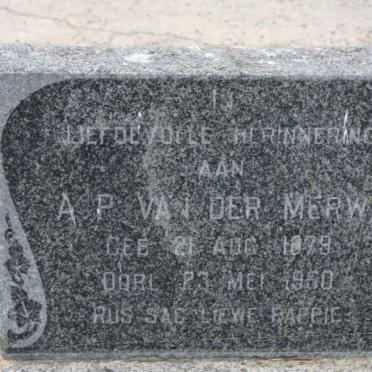 IN
LIEFDEVOLLE HERINNERING
AAN
A. P. VAN DER MERWE
GEB. 21 AUG. 1879
OORL. 23 MEI 1960
RUS SAG LIEWE PAPPIE